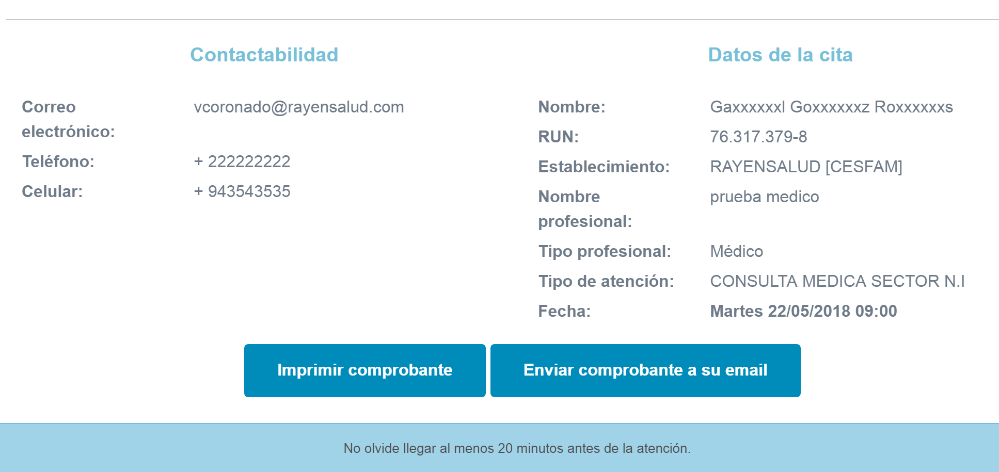 Contactabilidad
Correo electrónico: vcoronado@rayensalud.com
Teléfono: + 222222222
Celular: + 943543535
Datos de la cita
Nombre: Gaxxxxxxl Goxxxxxxz Roxxxxxxs
RUN: 76.317.379-8
Establecimiento: RAYENSALUD [CESFAM]
Nombre profesional: prueba medico
Tipo profesional: Médico
Tipo de atención: CONSULTA MEDICA SECTOR N.I
Fecha: Martes 22/05/2018 09:00
Imprimir comprobante
Enviar comprobante a su email
No olvide llegar al menos 20 minutos antes de la atención.